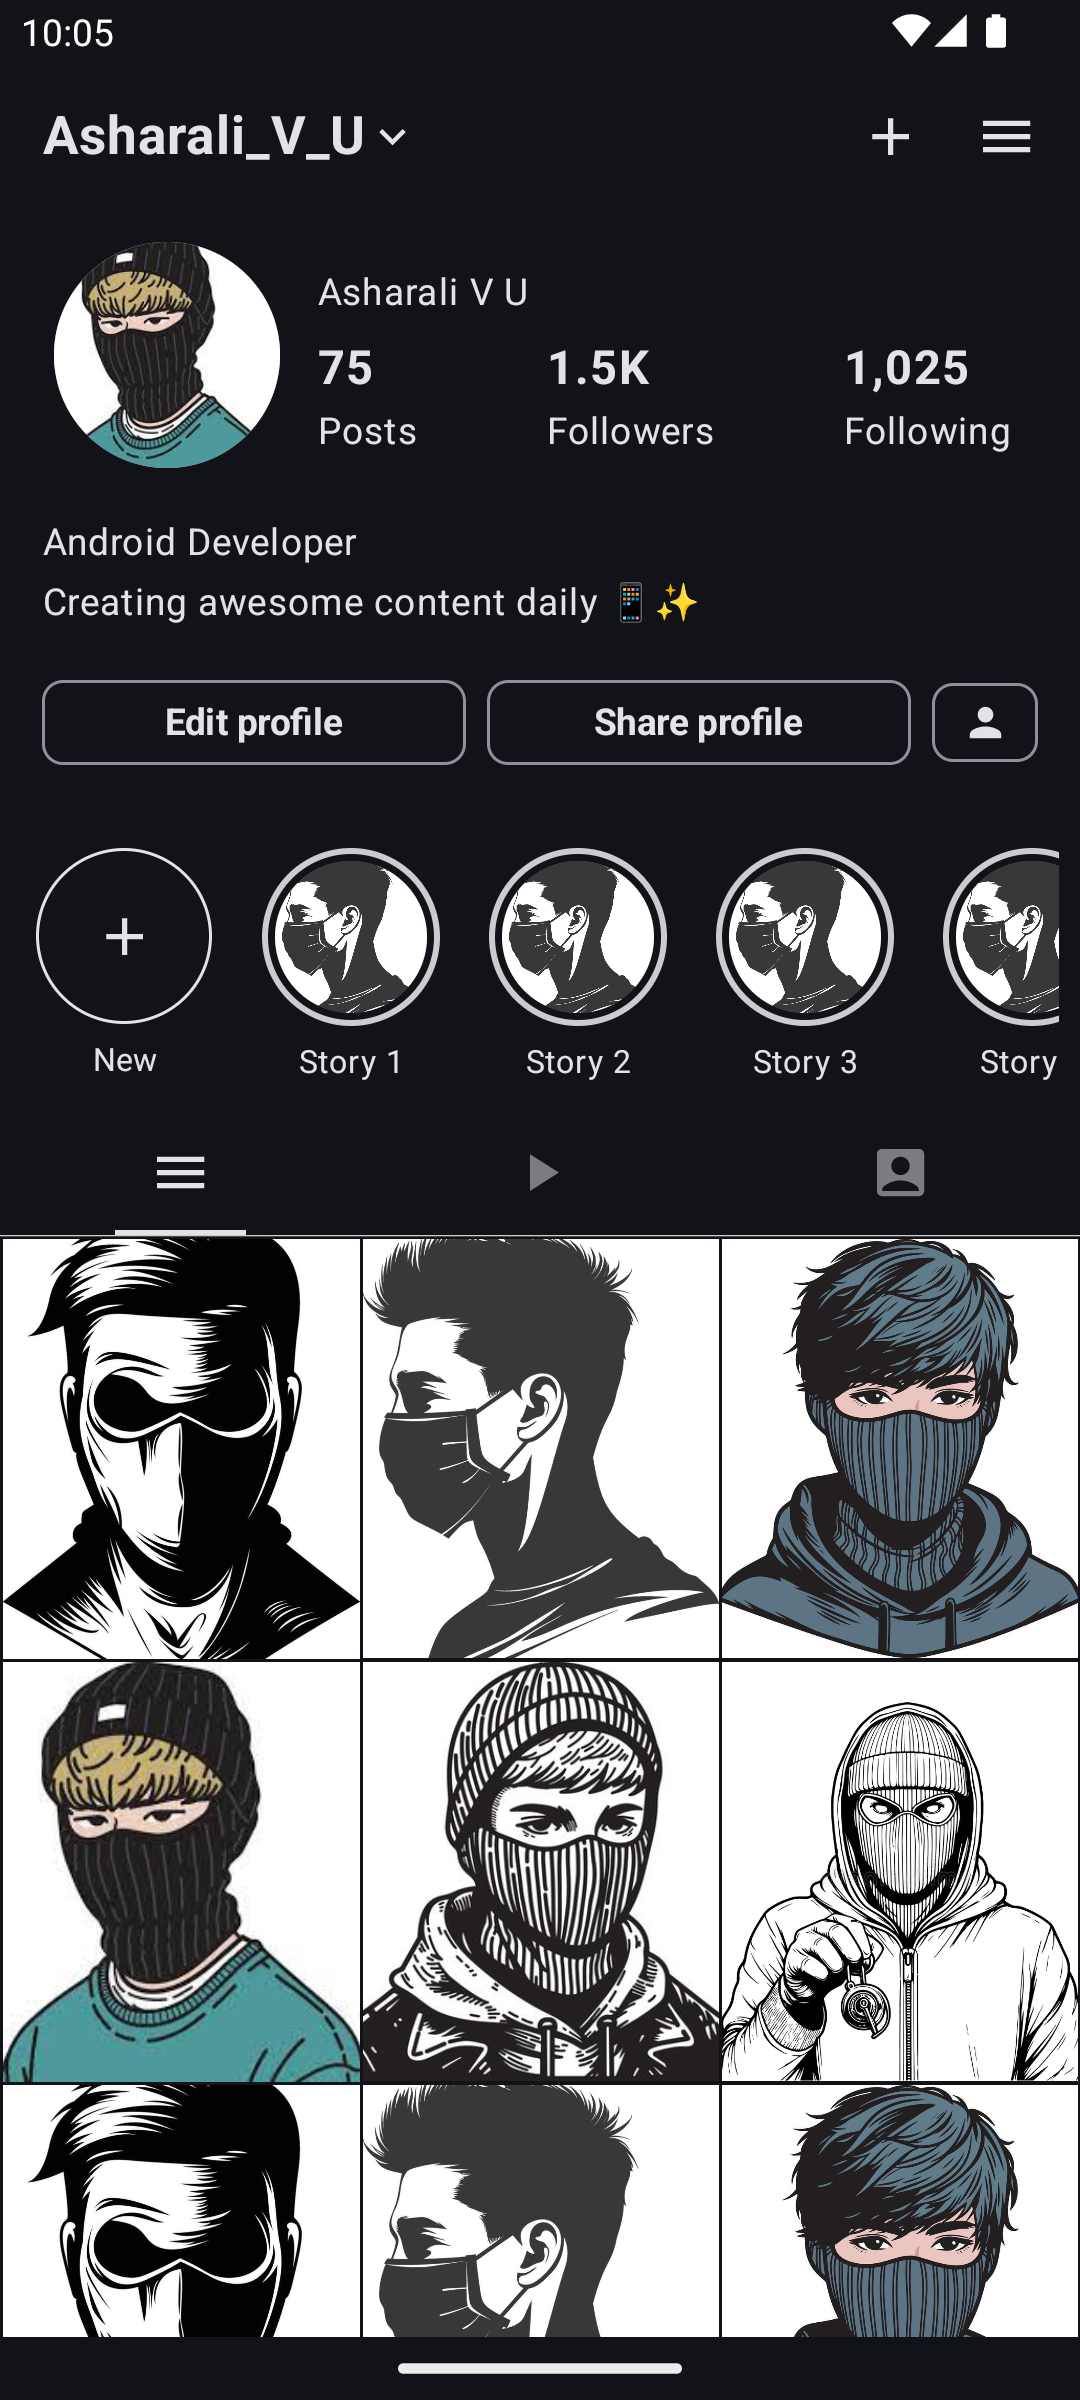 10:05
Asharali_V_U
Asharali V U
75 1.5K 1,025
Posts Followers Following
Android Developer
Creating awesome content daily 📱✨
Edit profile Share profile
New Story 1 Story 2 Story 3 Story